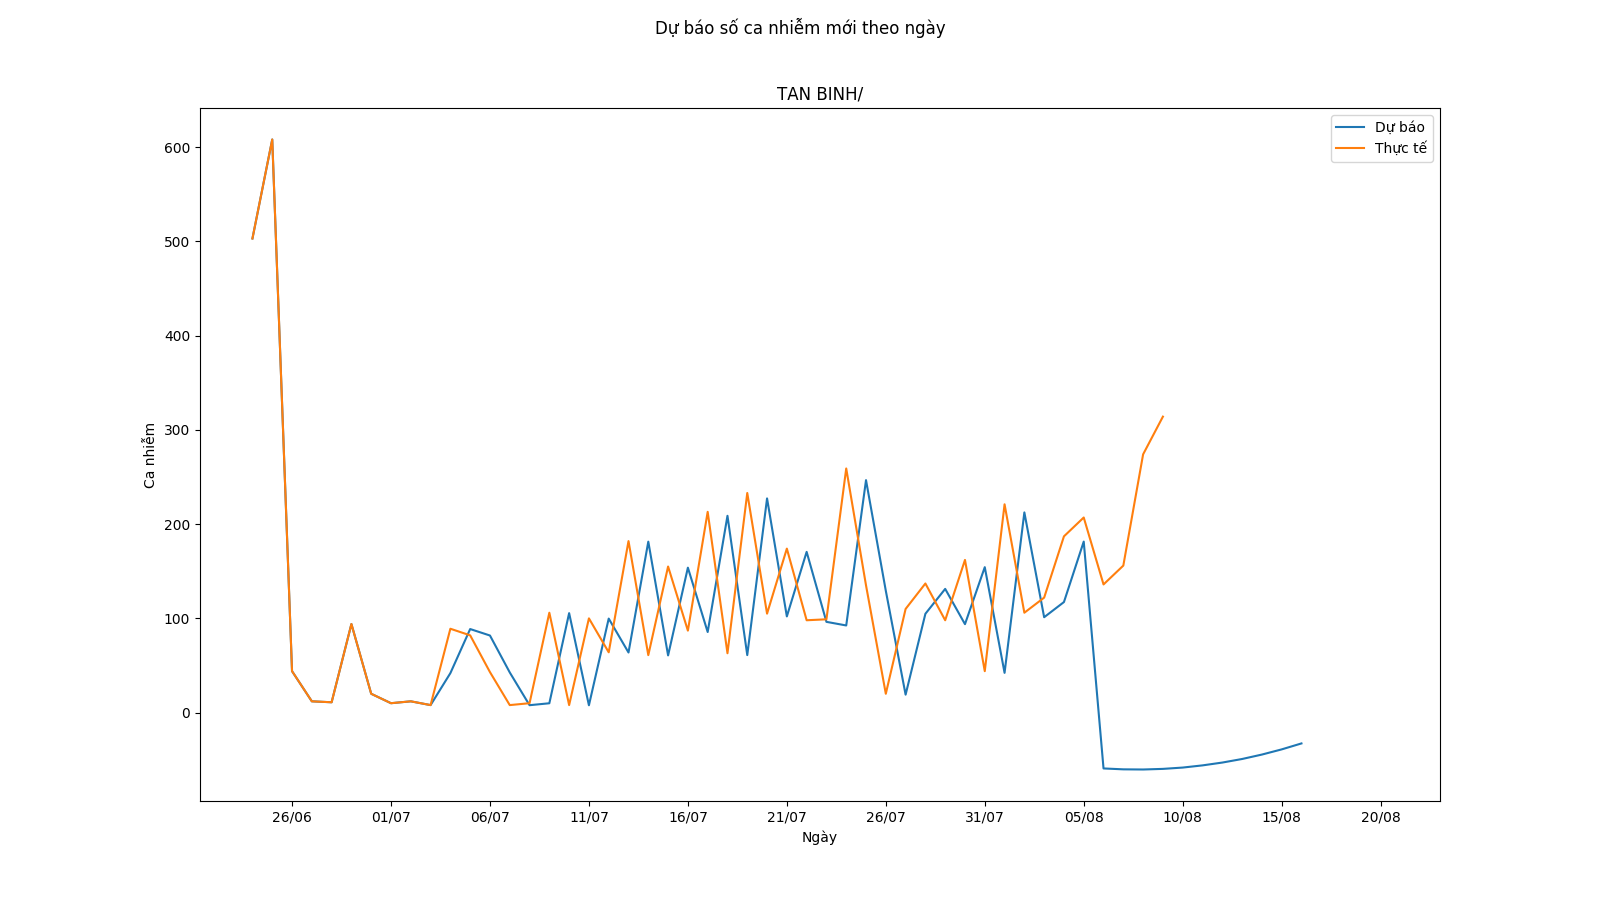 Dự báo số ca nhiễm mới theo ngày
TAN BINH/
Dự báo
Thực tế
600
500
400
300
200
100
0
Ca nhiễm
26/06 01/07 06/07 11/07 16/07 21/07 26/07 31/07 05/08 10/08 15/08 20/08
Ngày